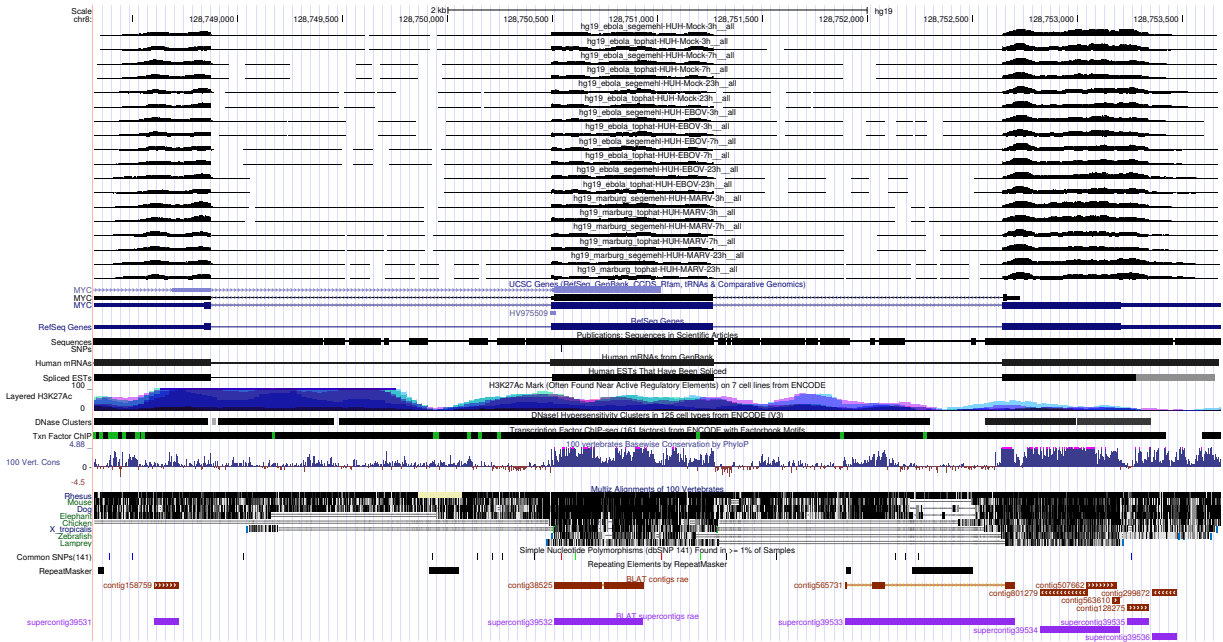 Scale 2 kb hg19
chr8: 128,749,000 128,749,500 128,750,000 128,750,500 128,751,000 128,751,500 128,752,000 128,752,500 128,753,000 128,753,500
hg19_ebola_segemehl-HUH-Mock-3h__all
hg19_ebola_tophat-HUH-Mock-3h__all
hg19_ebola_segemehl-HUH-Mock-7h__all
hg19_ebola_tophat-HUH-Mock-7h__all
hg19_ebola_segemehl-HUH-Mock-23h__all
hg19_ebola_tophat-HUH-Mock-23h__all
hg19_ebola_segemehl-HUH-EBOV-3h__all
hg19_ebola_tophat-HUH-EBOV-3h__all
hg19_ebola_segemehl-HUH-EBOV-7h__all
hg19_ebola_tophat-HUH-EBOV-7h__all
hg19_ebola_segemehl-HUH-EBOV-23h__all
hg19_ebola_tophat-HUH-EBOV-23h__all
hg19_marburg_segemehl-HUH-MARV-3h__all
hg19_marburg_tophat-HUH-MARV-3h__all
hg19_marburg_segemehl-HUH-MARV-7h__all
hg19_marburg_tophat-HUH-MARV-7h__all
hg19_marburg_segemehl-HUH-MARV-23h__all
hg19_marburg_tophat-HUH-MARV-23h__all
UCSC Genes (RefSeq, GenBank, CCDS, Rfam, tRNAs & Comparative Genomics)
MYC
MYC
MYC
HV975509
RefSeq Genes
RefSeq Genes
Publications: Sequences in Scientific Articles
Sequences
SNPs
Human mRNAs from GenBank
Human mRNAs
Human ESTs That Have Been Spliced
Spliced ESTs
H3K27Ac Mark (Often Found Near Active Regulatory Elements) on 7 cell lines from ENCODE
100
Layered H3K27Ac
0
DNaseI Hypersensitivity Clusters in 125 cell types from ENCODE (V3)
DNase Clusters
Transcription Factor ChIP-seq (161 factors) from ENCODE with Factorbook Motifs
Txn Factor ChIP
100 vertebrates Basewise Conservation by PhyloP
4.88
100 Vert. Cons
0
-4.5
Multiz Alignments of 100 Vertebrates
Rhesus
Mouse
Dog
Elephant
Chicken
X_tropicalis
Zebrafish
Lamprey
Simple Nucleotide Polymorphisms (dbSNP 141) Found in >= 1% of Samples
Common SNPs(141)
Repeating Elements by RepeatMasker
RepeatMasker
BLAT contigs rae
contig158759 contig38525 contig565731 contig507662
contig801279 contig299872
contig563610
contig128275
BLAT supercontigs rae
supercontig39531 supercontig39532 supercontig39533 supercontig39535
supercontig39534
supercontig39536